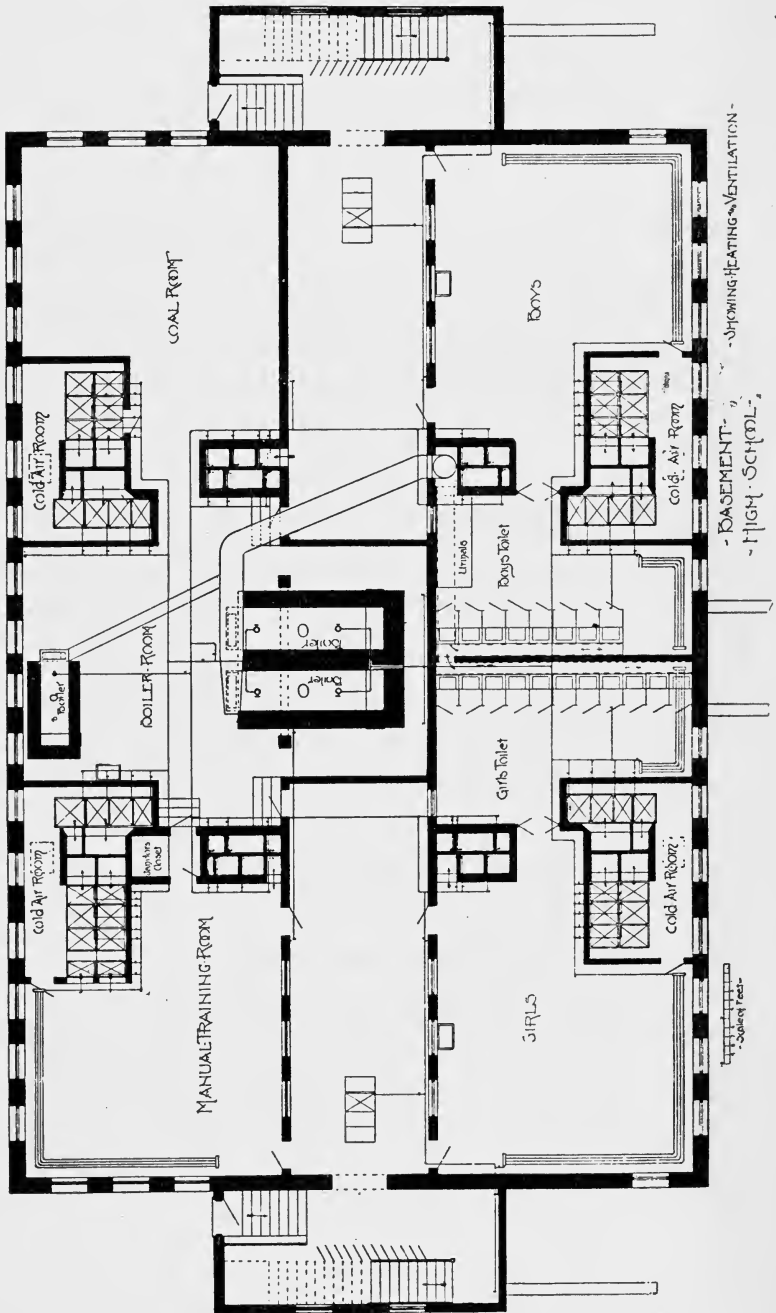 COLD AIR ROOM
COLD AIR ROOM
JANITORS
CLOSET
BOILER
BOILER-ROOM
COAL ROOM
MANUAL-TRAINING-ROOM
BOILER
BOILER
GIRLS
GIRLS TOILET
BOYS TOILET
URINALS
BOYS
COLD AIR ROOM
COLD AIR ROOM
-SCALE OF FEET-
-BASEMENT-
-HIGH·SCHOOL-
-SHOWING·HEATING·&·VENTILATION-